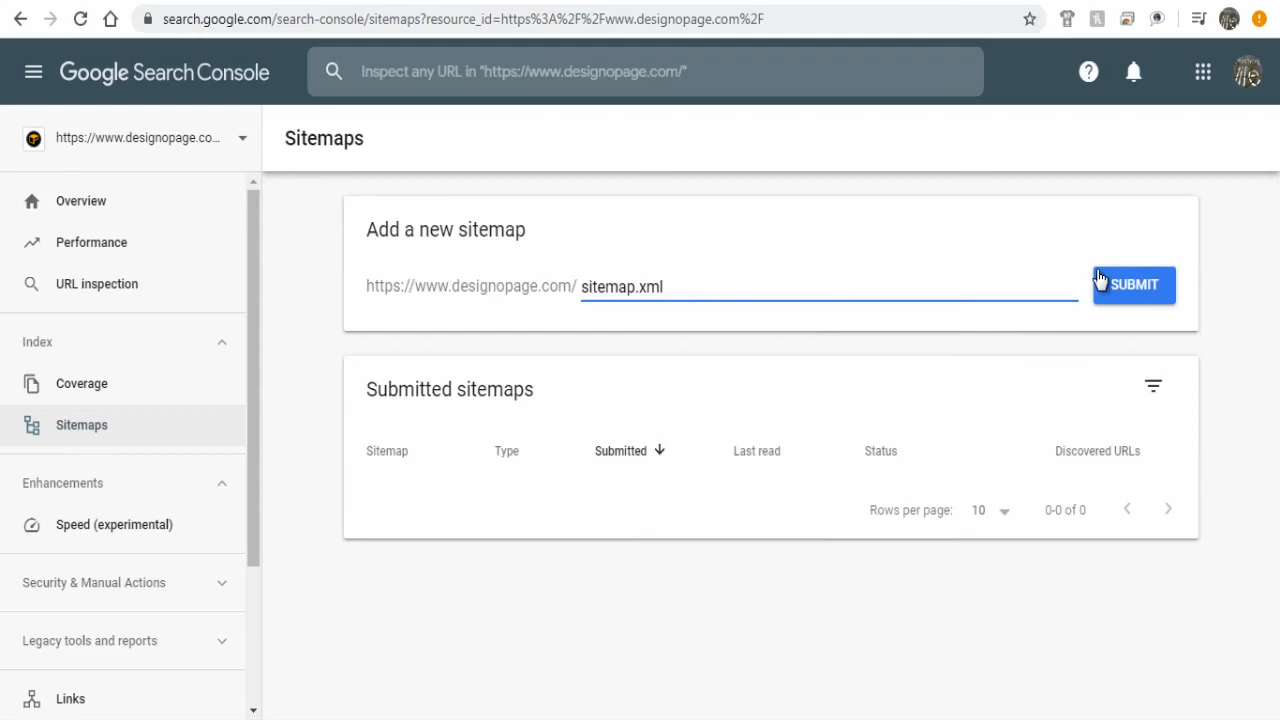 search.google.com/search-console/sitemaps?resource_id=https%3A%2F%2Fwww.designopage.com%2F
Google Search Console
Inspect any URL in "https://www.designopage.com/"
https://www.designopage.co...
Sitemaps
Overview
Performance
URL inspection
Index
Coverage
Sitemaps
Enhancements
Speed (experimental)
Security & Manual Actions
Legacy tools and reports
Links
Add a new sitemap
https://www.designopage.com/ sitemap.xml
SUBMIT
Submitted sitemaps
Sitemap Type Submitted Last read Status Discovered URLs
Rows per page: 10 0-0 of 0